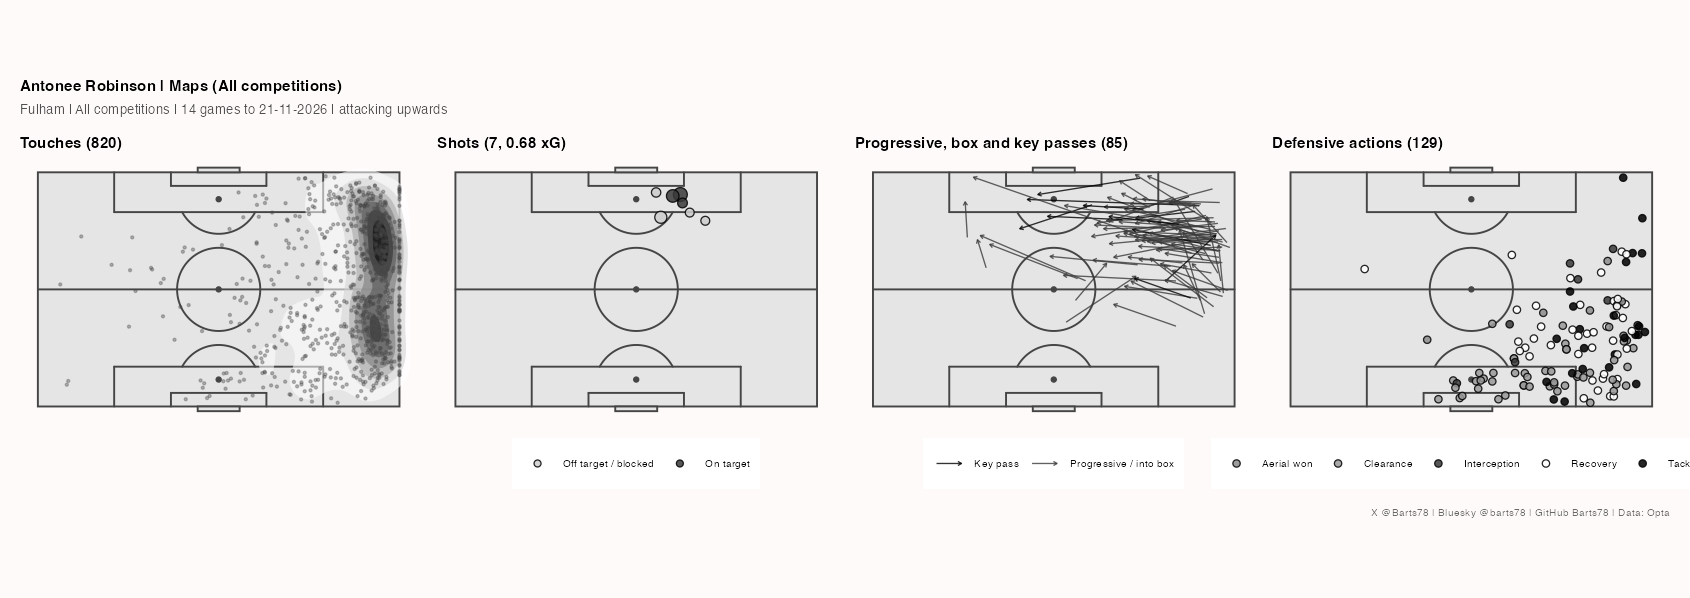 Antonee Robinson | Maps (All competitions)
Fulham | All competitions | 14 games to 21-11-2026 | attacking upwards
Touches (820)
Shots (7, 0.68 xG)
Progressive, box and key passes (85)
Defensive actions (129)
Off target / blocked
On target
Key pass
Progressive / into box
Aerial won
Clearance
Interception
Recovery
Tack
X @Barts78 | Bluesky @barts78 | GitHub Barts78 | Data: Opta